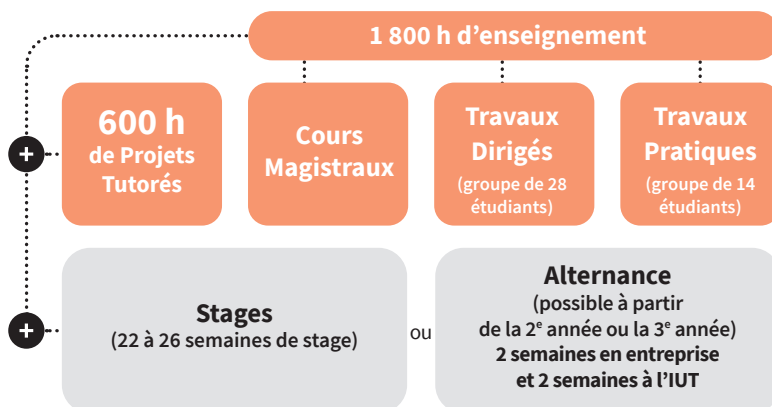 1 800 h d’enseignement
+
600 h
de Projets
Tutorés
Cours
Magistraux
Travaux
Dirigés
(groupe de 28
étudiants)
Travaux
Pratiques
(groupe de 14
étudiants)
+
Stages
(22 à 26 semaines de stage)
ou
Alternance
(possible à partir
de la 2e année ou la 3e année)
2 semaines en entreprise
et 2 semaines à l’IUT